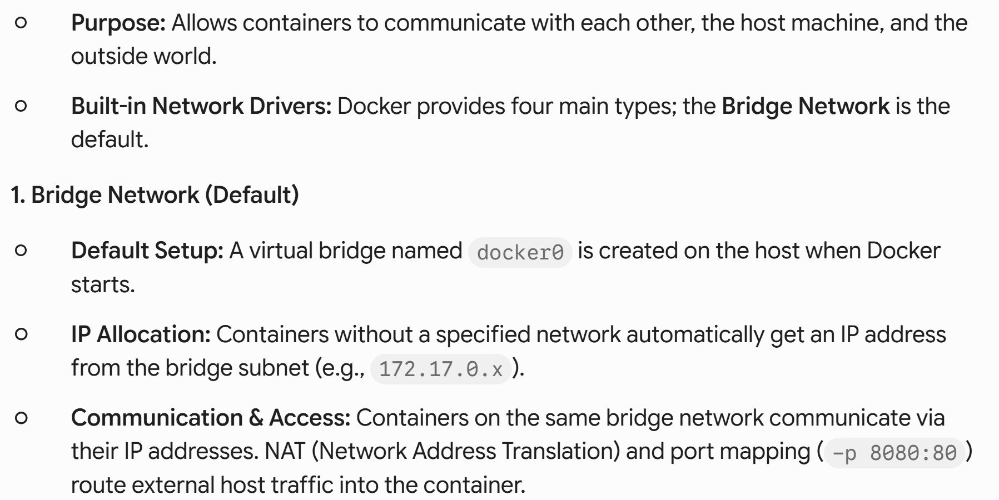 Purpose: Allows containers to communicate with each other, the host machine, and the
outside world.
Built-in Network Drivers: Docker provides four main types; the Bridge Network is the
default.
1. Bridge Network (Default)
Default Setup: A virtual bridge named docker0 is created on the host when Docker
starts.
IP Allocation: Containers without a specified network automatically get an IP address
from the bridge subnet (e.g., 172.17.0.x).
Communication & Access: Containers on the same bridge network communicate via
their IP addresses. NAT (Network Address Translation) and port mapping (-p 8080:80)
route external host traffic into the container.